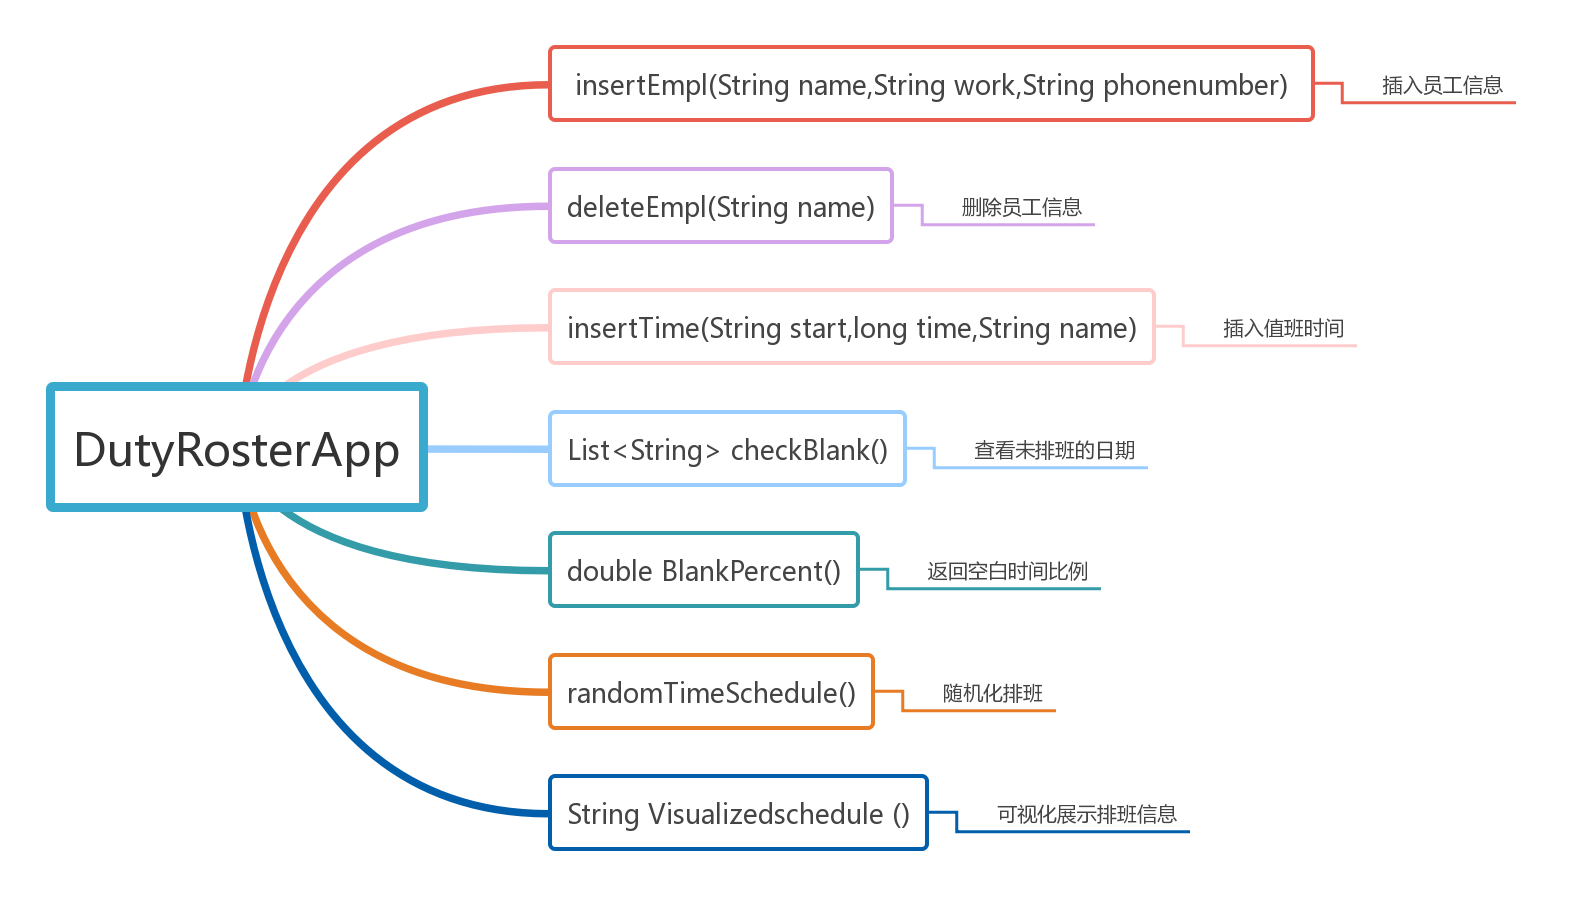 insertEmpl(String name,String work,String phonenumber)
插入员工信息
deleteEmpl(String name)
删除员工信息
insertTime(String start,long time,String name)
插入值班时间
DutyRosterApp
List<String> checkBlank()
查看未排班的日期
double BlankPercent()
返回空白时间比例
randomTimeSchedule()
随机化排班
String Visualizedschedule ()
可视化展示排班信息